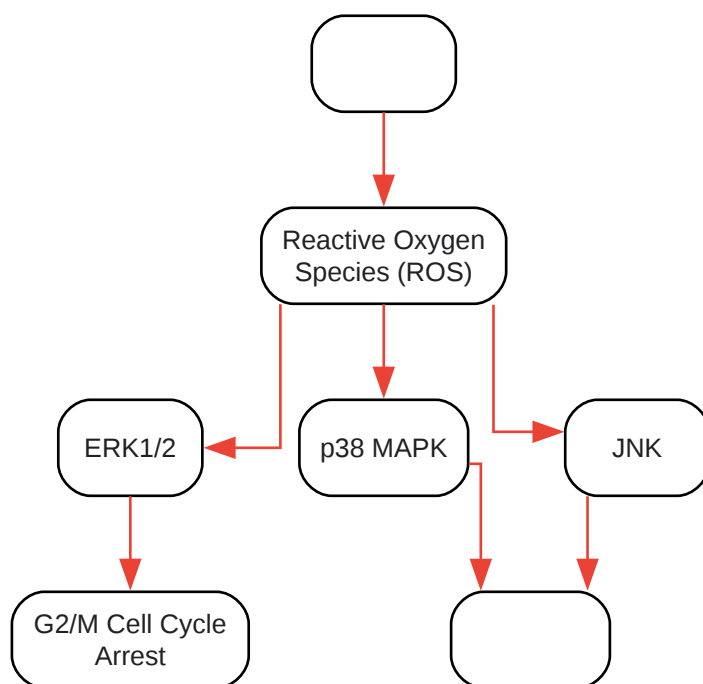 Reactive Oxygen
Species (ROS)
ERK1/2
p38 MAPK
JNK
G2/M Cell Cycle
Arrest